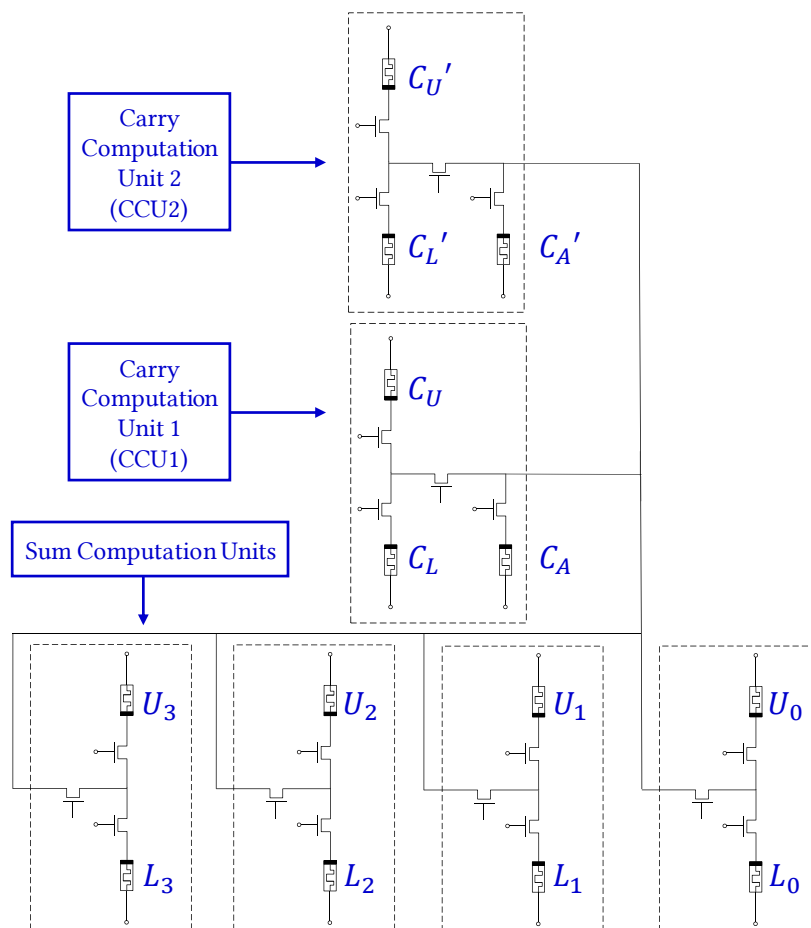 C_U'
Carry
Computation
Unit 2
(CCU2)
C_L'
C_A'
Carry
Computation
Unit 1
(CCU1)
C_U
C_L
C_A
Sum Computation Units
U_3
U_2
U_1
U_0
L_3
L_2
L_1
L_0